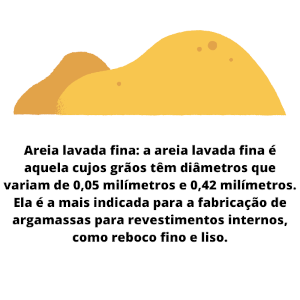 Areia lavada fina: a areia lavada fina é
aquela cujos grãos têm diâmetros que
variam de 0,05 milímetros e 0,42 milímetros.
Ela é a mais indicada para a fabricação de
argamassas para revestimentos internos,
como reboco fino e liso.